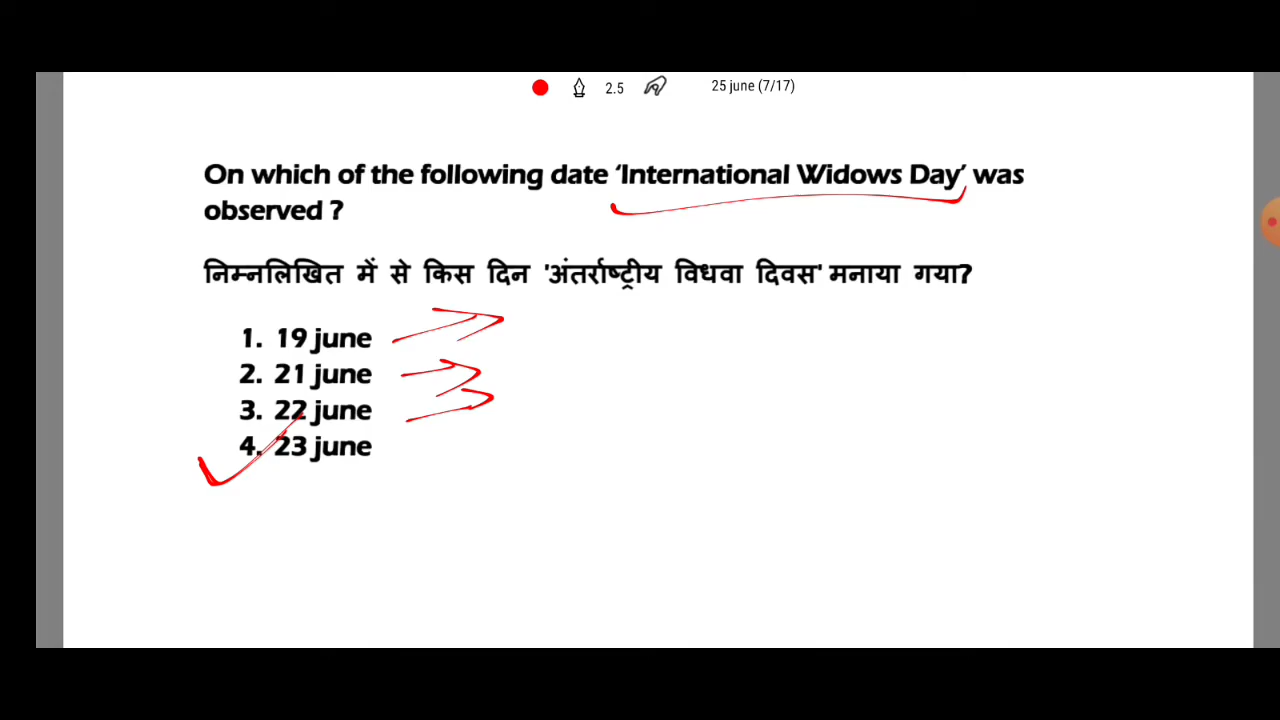 2.5 25 june (7/17)
On which of the following date ‘International Widows Day’ was
observed ?
निम्नलिखित में से किस दिन 'अंतर्राष्ट्रीय विधवा दिवस' मनाया गया?
1. 19 june
2. 21 june
3. 22 june
4. 23 june